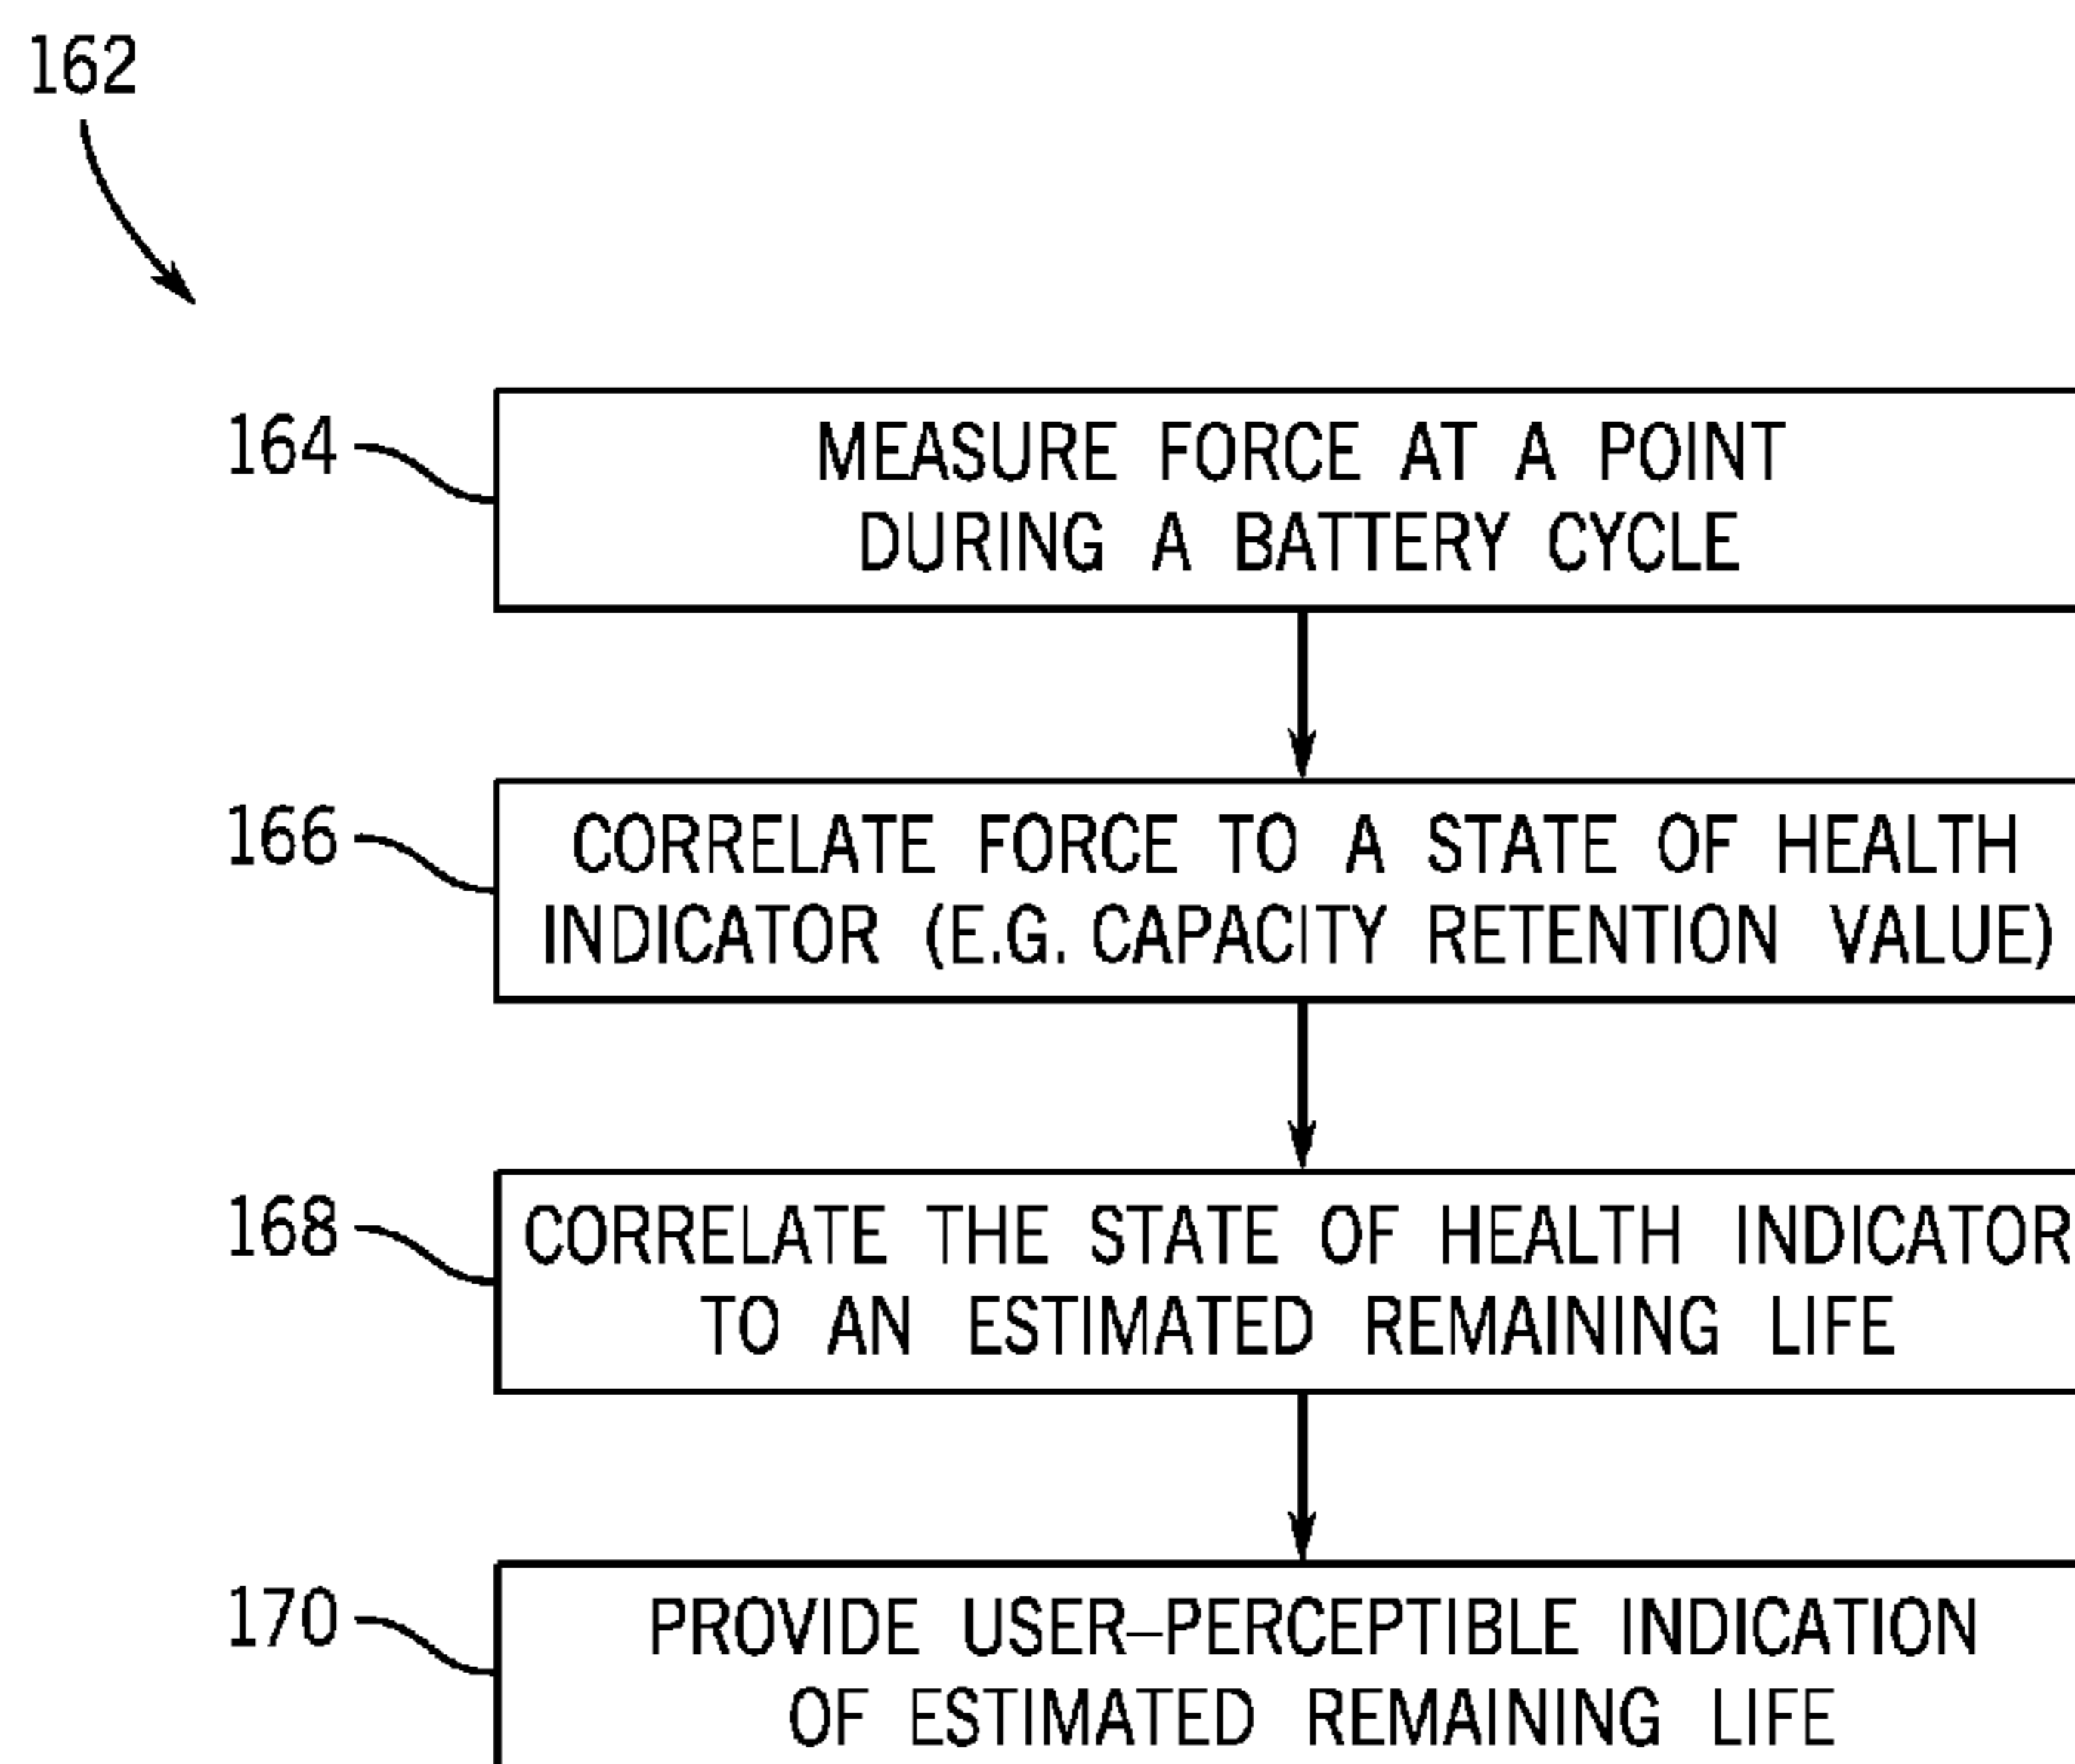 162
164
MEASURE FORCE AT A POINT
DURING A BATTERY CYCLE
166
CORRELATE FORCE TO A STATE OF HEALTH
INDICATOR (E.G. CAPACITY RETENTION VALUE)
168
CORRELATE THE STATE OF HEALTH INDICATOR
TO AN ESTIMATED REMAINING LIFE
170
PROVIDE USER–PERCEPTIBLE INDICATION
OF ESTIMATED REMAINING LIFE